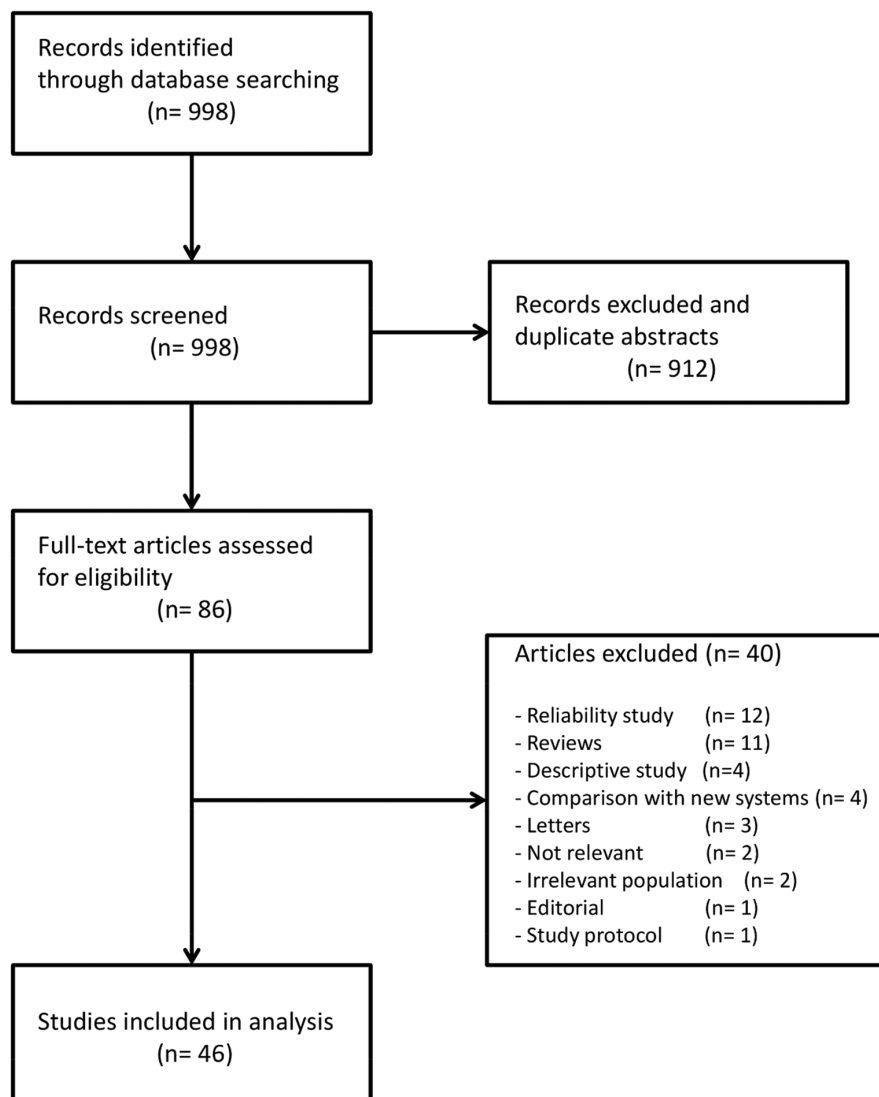 Records identified
through database searching
(n= 998)
Records screened
(n= 998)
Records excluded and
duplicate abstracts
(n= 912)
Full-text articles assessed
for eligibility
(n= 86)
Articles excluded (n= 40)
- Reliability study (n= 12)
- Reviews (n= 11)
- Descriptive study (n=4)
- Comparison with new systems (n= 4)
- Letters (n= 3)
- Not relevant (n= 2)
- Irrelevant population (n= 2)
- Editorial (n= 1)
- Study protocol (n= 1)
Studies included in analysis
(n= 46)